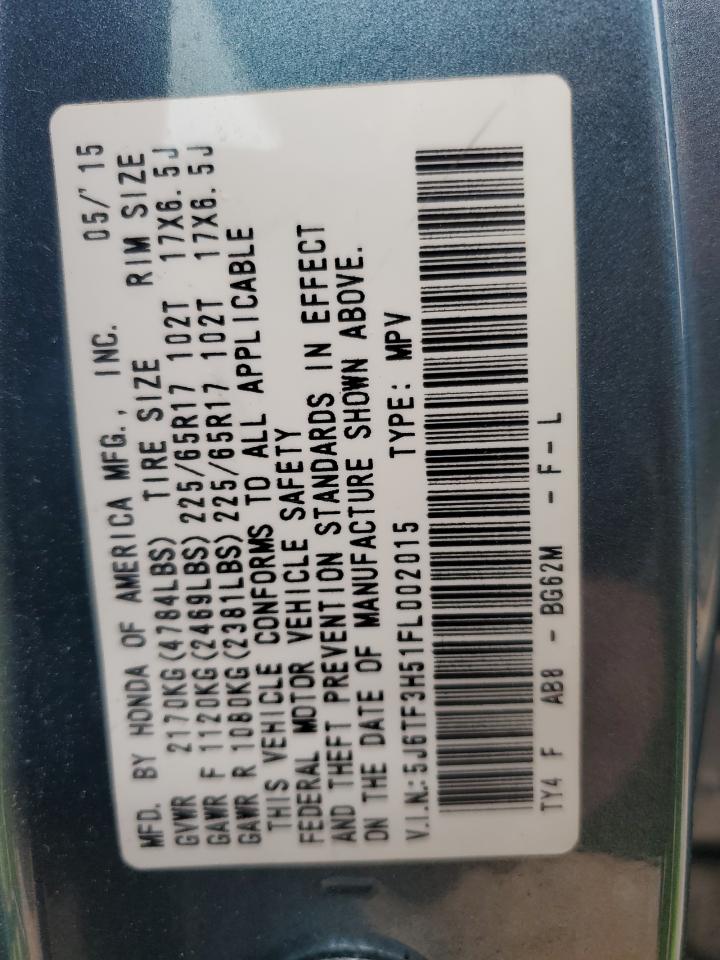 MFD. BY HONDA OF AMERICA MFG., INC. 05/'15
GVWR 2170KG(4784LBS) TIRE SIZE RIM SIZE
GAWR F 1120KG(2469LBS) 225/65R17 102T 17X6.5J
GAWR R 1080KG(2381LBS) 225/65R17 102T 17X6.5J
THIS VEHICLE CONFORMS TO ALL APPLICABLE
FEDERAL MOTOR VEHICLE SAFETY
AND THEFT PREVENTION STANDARDS IN EFFECT
ON THE DATE OF MANUFACTURE SHOWN ABOVE.
V.I.N.:5J6TF3H51FL002015 TYPE: MPV
TY4 F AB8 - BG62M - F - L